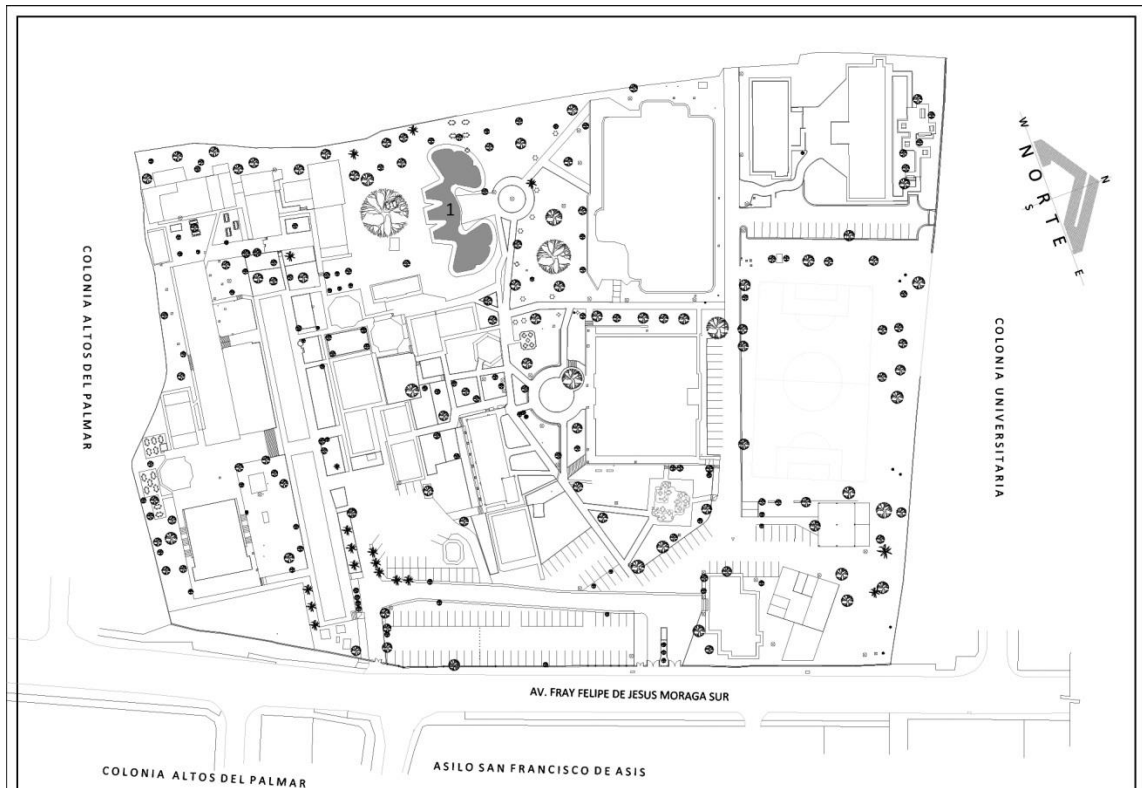 W
N
NORTE
S
E
1
COLONIA ALTOS DEL PALMAR
COLONIA UNIVERSITARIA
AV. FRAY FELIPE DE JESUS MORAGA SUR
COLONIA ALTOS DEL PALMAR
ASILO SAN FRANCISCO DE ASIS